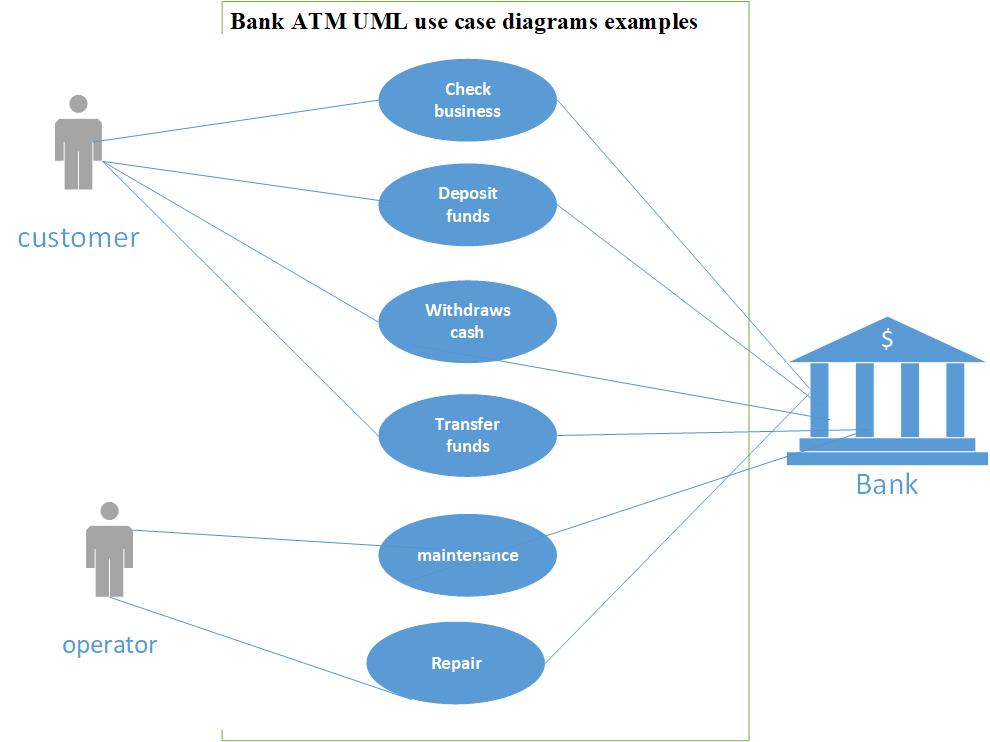 Bank ATM UML use case diagrams examples
Check
business
Deposit
funds
customer
Withdraws
cash
$
Transfer
funds
Bank
maintenance
operator
Repair